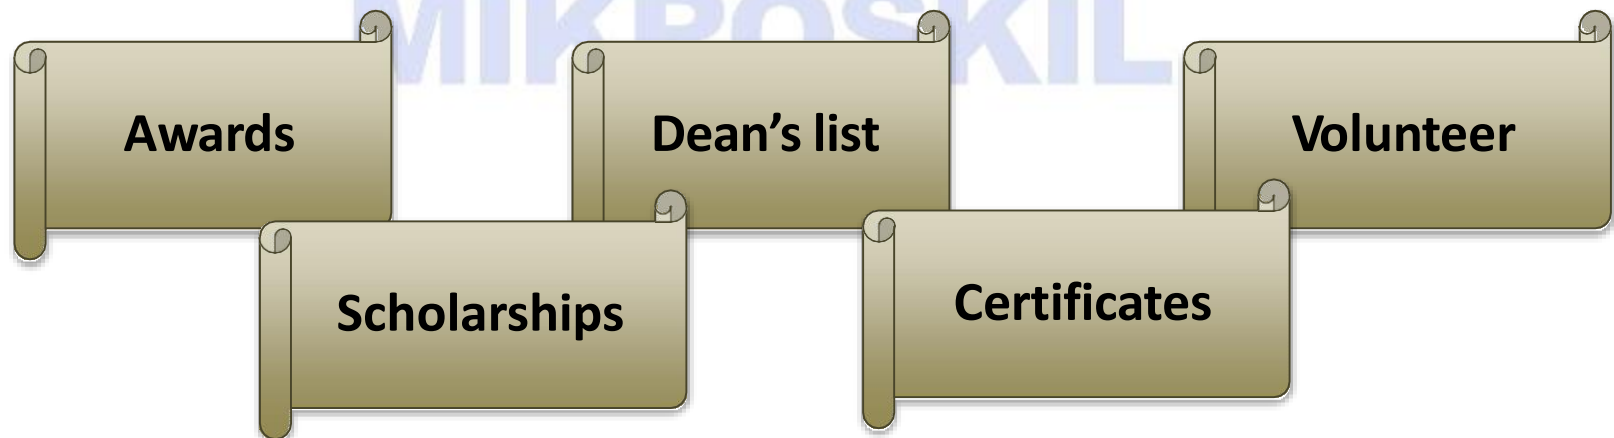 MIKROSKIL
Awards
Dean’s list
Volunteer
Scholarships
Certificates